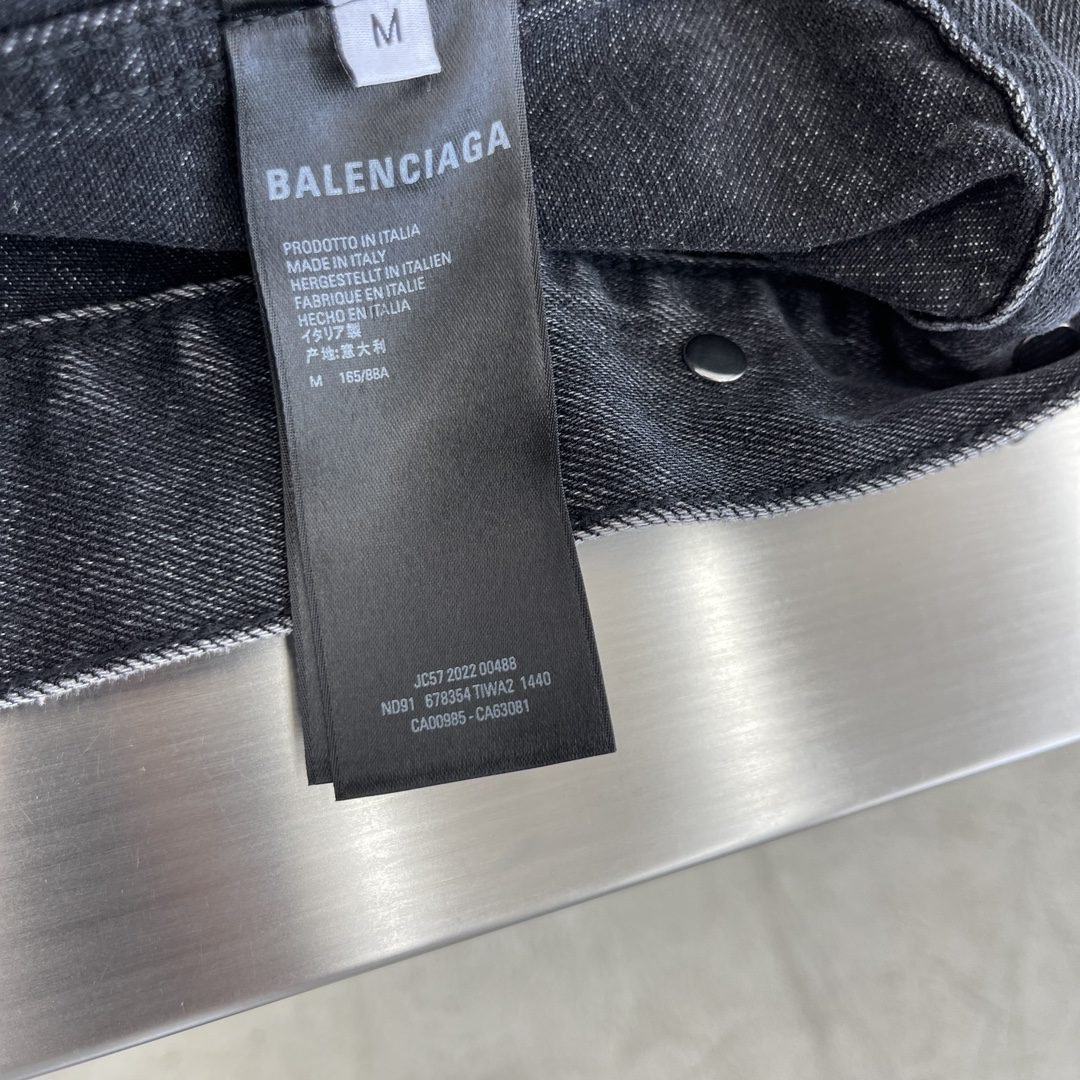 M
BALENCIAGA
PRODOTTO IN ITALIA
MADE IN ITALY
HERGESTELLT IN ITALIEN
FABRIQUE EN ITALIE
HECHO EN ITALIA
イタリア製
产地:意大利
M 165/88A
JC57 2022 00488
ND91 678354 TIWA2 1440
CA00985 - CA63081